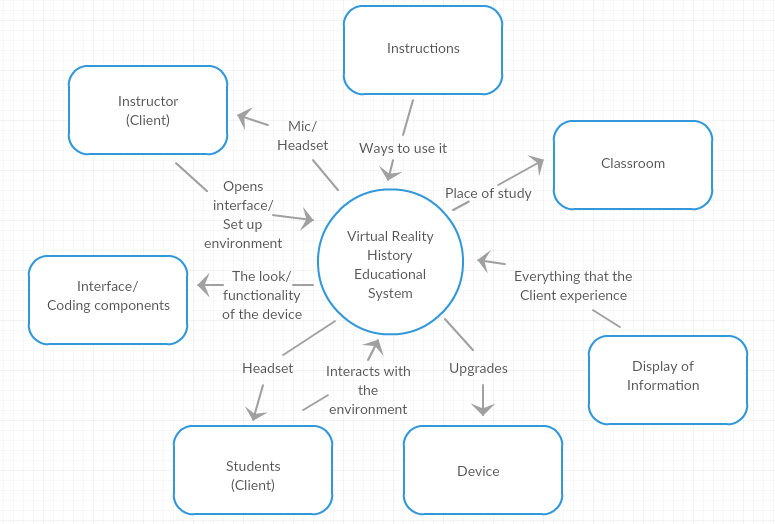 Instructions
Instructor
(Client)
Mic/
Headset
Ways to use it
Classroom
Place of study
Opens
interface/
Set up
environment
Virtual Reality
History
Educational
System
Interface/
Coding components
The look/
functionality
of the device
Everything that the
Client experience
Headset
Interacts with
the
environment
Upgrades
Display of
Information
Students
(Client)
Device